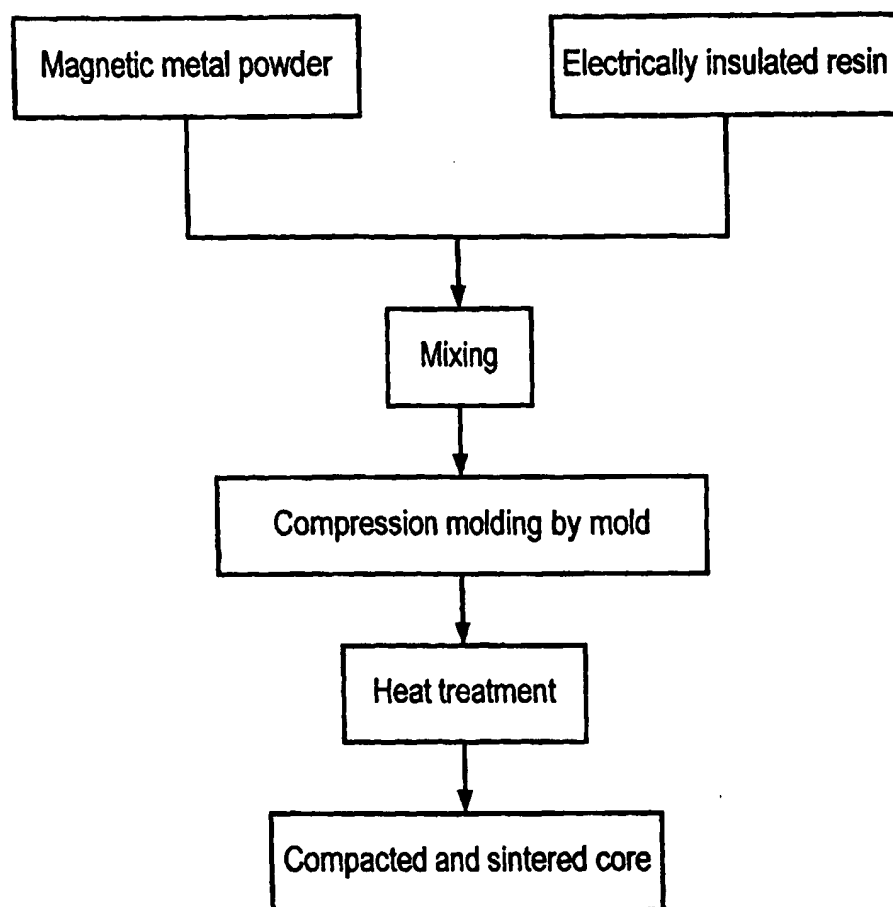 Magnetic metal powder
Electrically insulated resin
Mixing
Compression molding by mold
Heat treatment
Compacted and sintered core